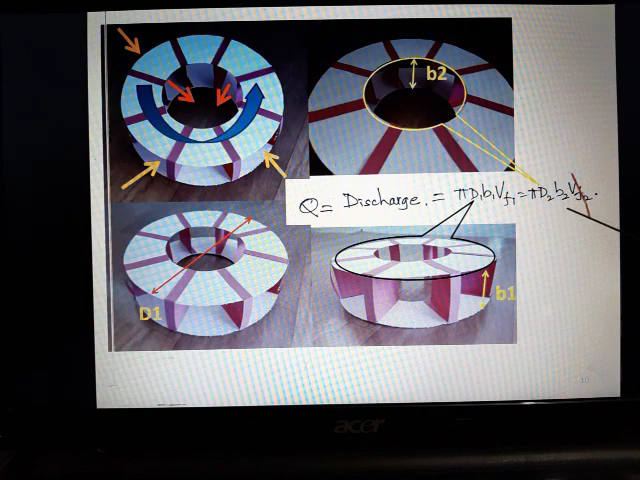 b2
Q = Discharge. = πD₁b₁Vf₁ = πD₂b₂Vf₂.
D1
b1
10
acer